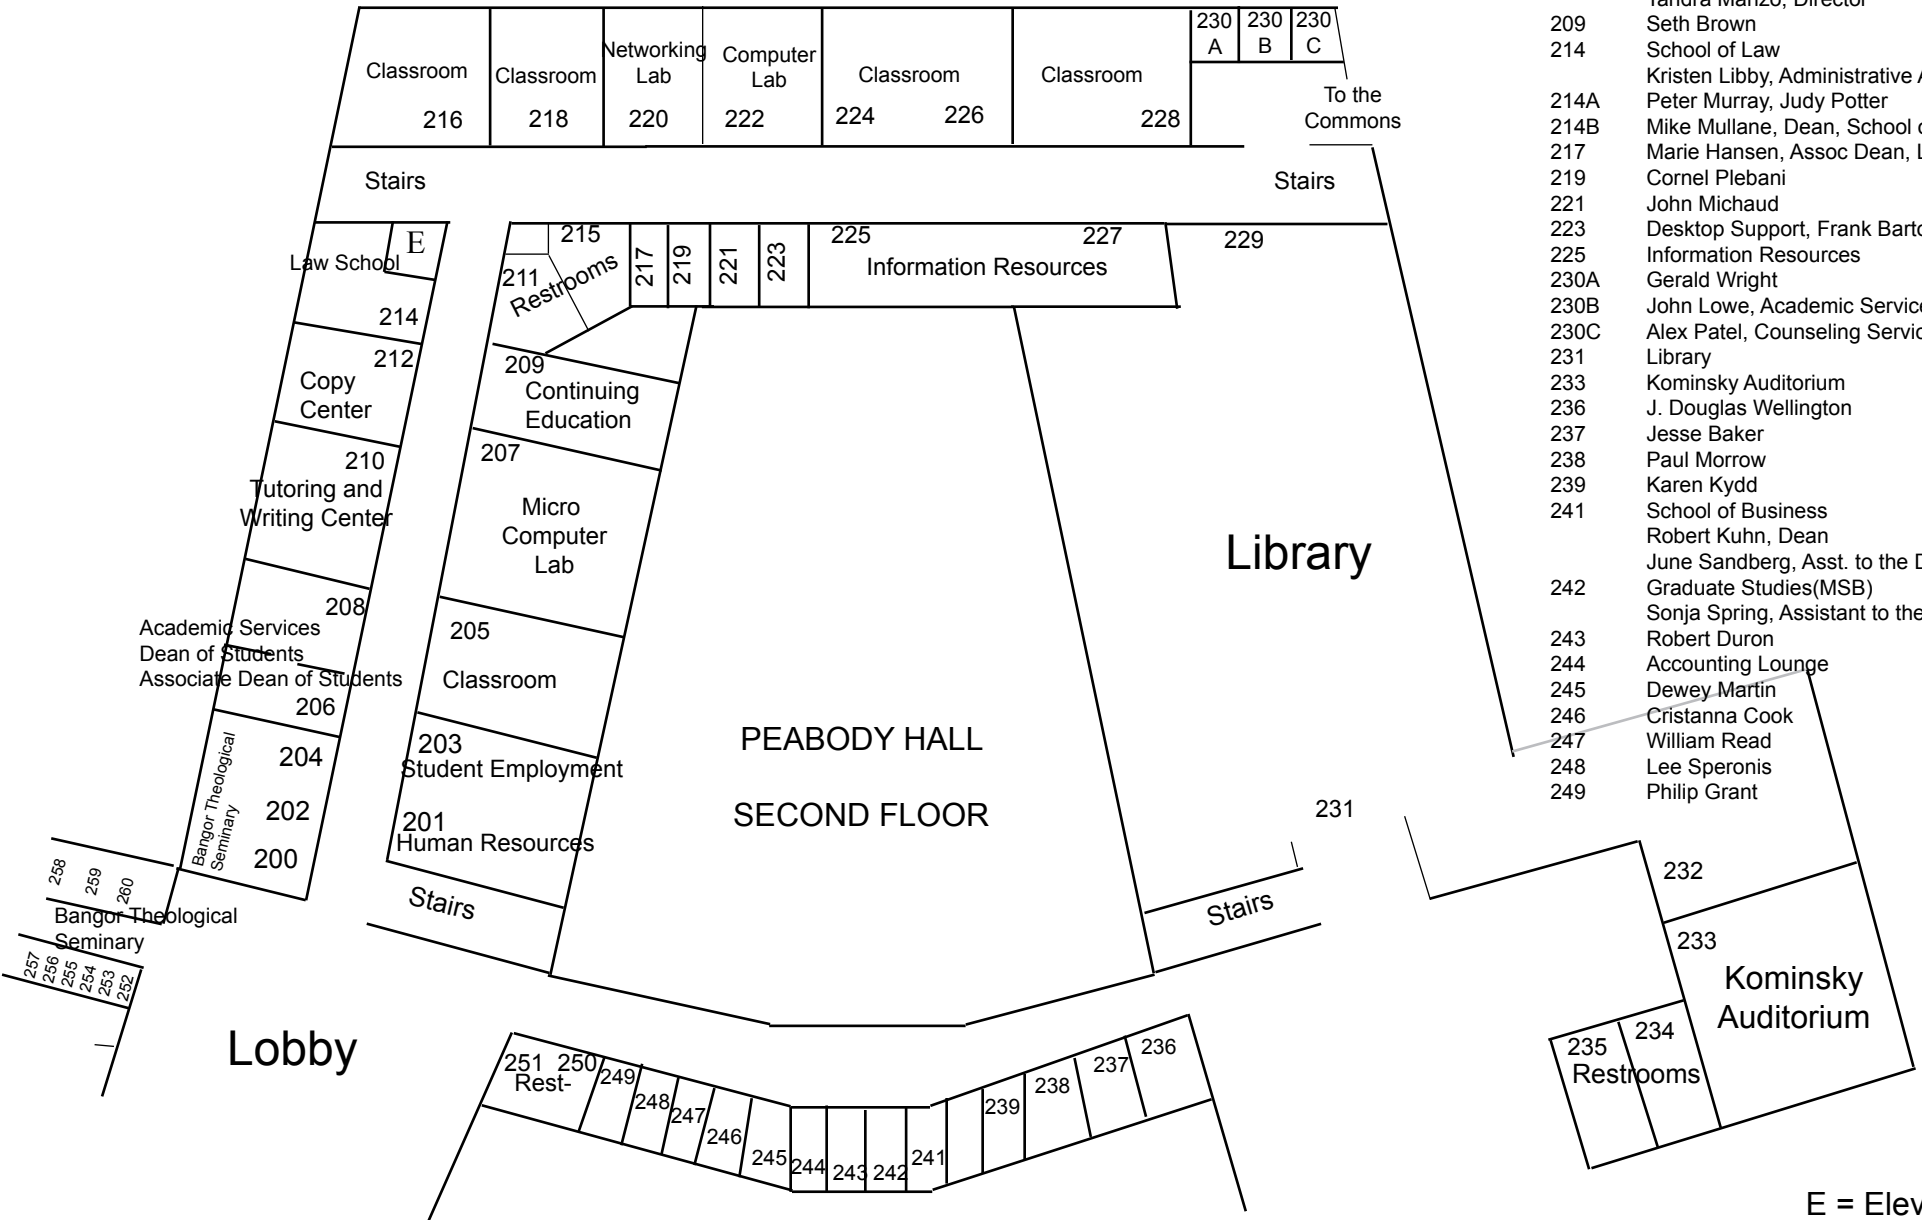 Classroom
216
Classroom
218
Networking
Lab
220
Computer
Lab
222
Classroom
224 226
Classroom
228
230
A
230
B
230
C
To the
Commons
Stairs
Stairs
Law School
E
214
212
Copy
Center
210
Tutoring and
Writing Center
208
Academic Services
Dean of Students
Associate Dean of Students
206
204
202
200
Bangor Theological
Seminary
258
259
260
Bangor Theological
Seminary
257
256
255
254
253
252
215
211
Restrooms
217
219
221
223
225 227
Information Resources
229
209
Continuing
Education
207
Micro
Computer
Lab
205
Classroom
203
Student Employment
201
Human Resources
Stairs
PEABODY HALL
SECOND FLOOR
Library
231
Stairs
Lobby
251 250
Rest-
249
248
247
246
245
244
243
242
241
239
238
237
236
232
233
Kominsky
Auditorium
234
235
Restrooms
Tandra Manzo, Director
209 Seth Brown
214 School of Law
Kristen Libby, Administrative
214A Peter Murray, Judy Potter
214B Mike Mullane, Dean, School
217 Marie Hansen, Assoc Dean,
219 Cornel Plebani
221 John Michaud
223 Desktop Support, Frank
225 Information Resources
230A Gerald Wright
230B John Lowe, Academic
230C Alex Patel, Counseling
231 Library
233 Kominsky Auditorium
236 J. Douglas Wellington
237 Jesse Baker
238 Paul Morrow
239 Karen Kydd
241 School of Business
Robert Kuhn, Dean
June Sandberg, Asst. to the
242 Graduate Studies(MSB)
Sonja Spring, Assistant to the
243 Robert Duron
244 Accounting Lounge
245 Dewey Martin
246 Cristanna Cook
247 William Read
248 Lee Speronis
249 Philip Grant
E = Elev